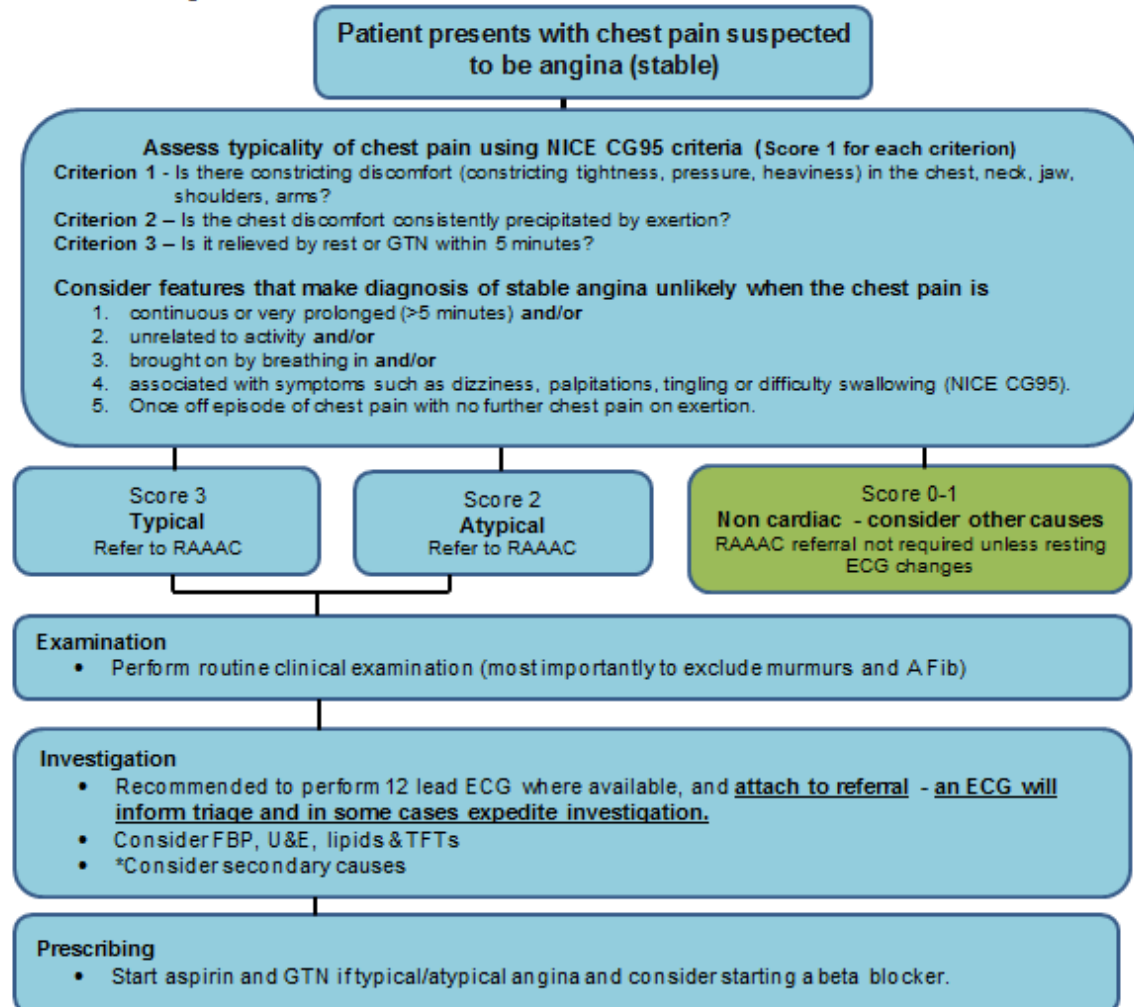 Patient presents with chest pain suspected
to be angina (stable)
Assess typicality of chest pain using NICE CG95 criteria (Score 1 for each criterion)
Criterion 1 - Is there constricting discomfort (constricting tightness, pressure, heaviness) in the chest, neck, jaw,
shoulders, arms?
Criterion 2 – Is the chest discomfort consistently precipitated by exertion?
Criterion 3 – Is it relieved by rest or GTN within 5 minutes?
Consider features that make diagnosis of stable angina unlikely when the chest pain is
1. continuous or very prolonged (>5 minutes) and/or
2. unrelated to activity and/or
3. brought on by breathing in and/or
4. associated with symptoms such as dizziness, palpitations, tingling or difficulty swallowing (NICE CG95).
5. Once off episode of chest pain with no further chest pain on exertion.
Score 3
Typical
Refer to RAAAC
Score 2
Atypical
Refer to RAAAC
Score 0-1
Non cardiac - consider other causes
RAAAC referral not required unless resting
ECG changes
Examination
• Perform routine clinical examination (most importantly to exclude murmurs and A Fib)
Investigation
• Recommended to perform 12 lead ECG where available, and attach to referral - an ECG will
inform triage and in some cases expedite investigation.
• Consider FBP, U&E, lipids & TFTs
• *Consider secondary causes
Prescribing
• Start aspirin and GTN if typical/atypical angina and consider starting a beta blocker.